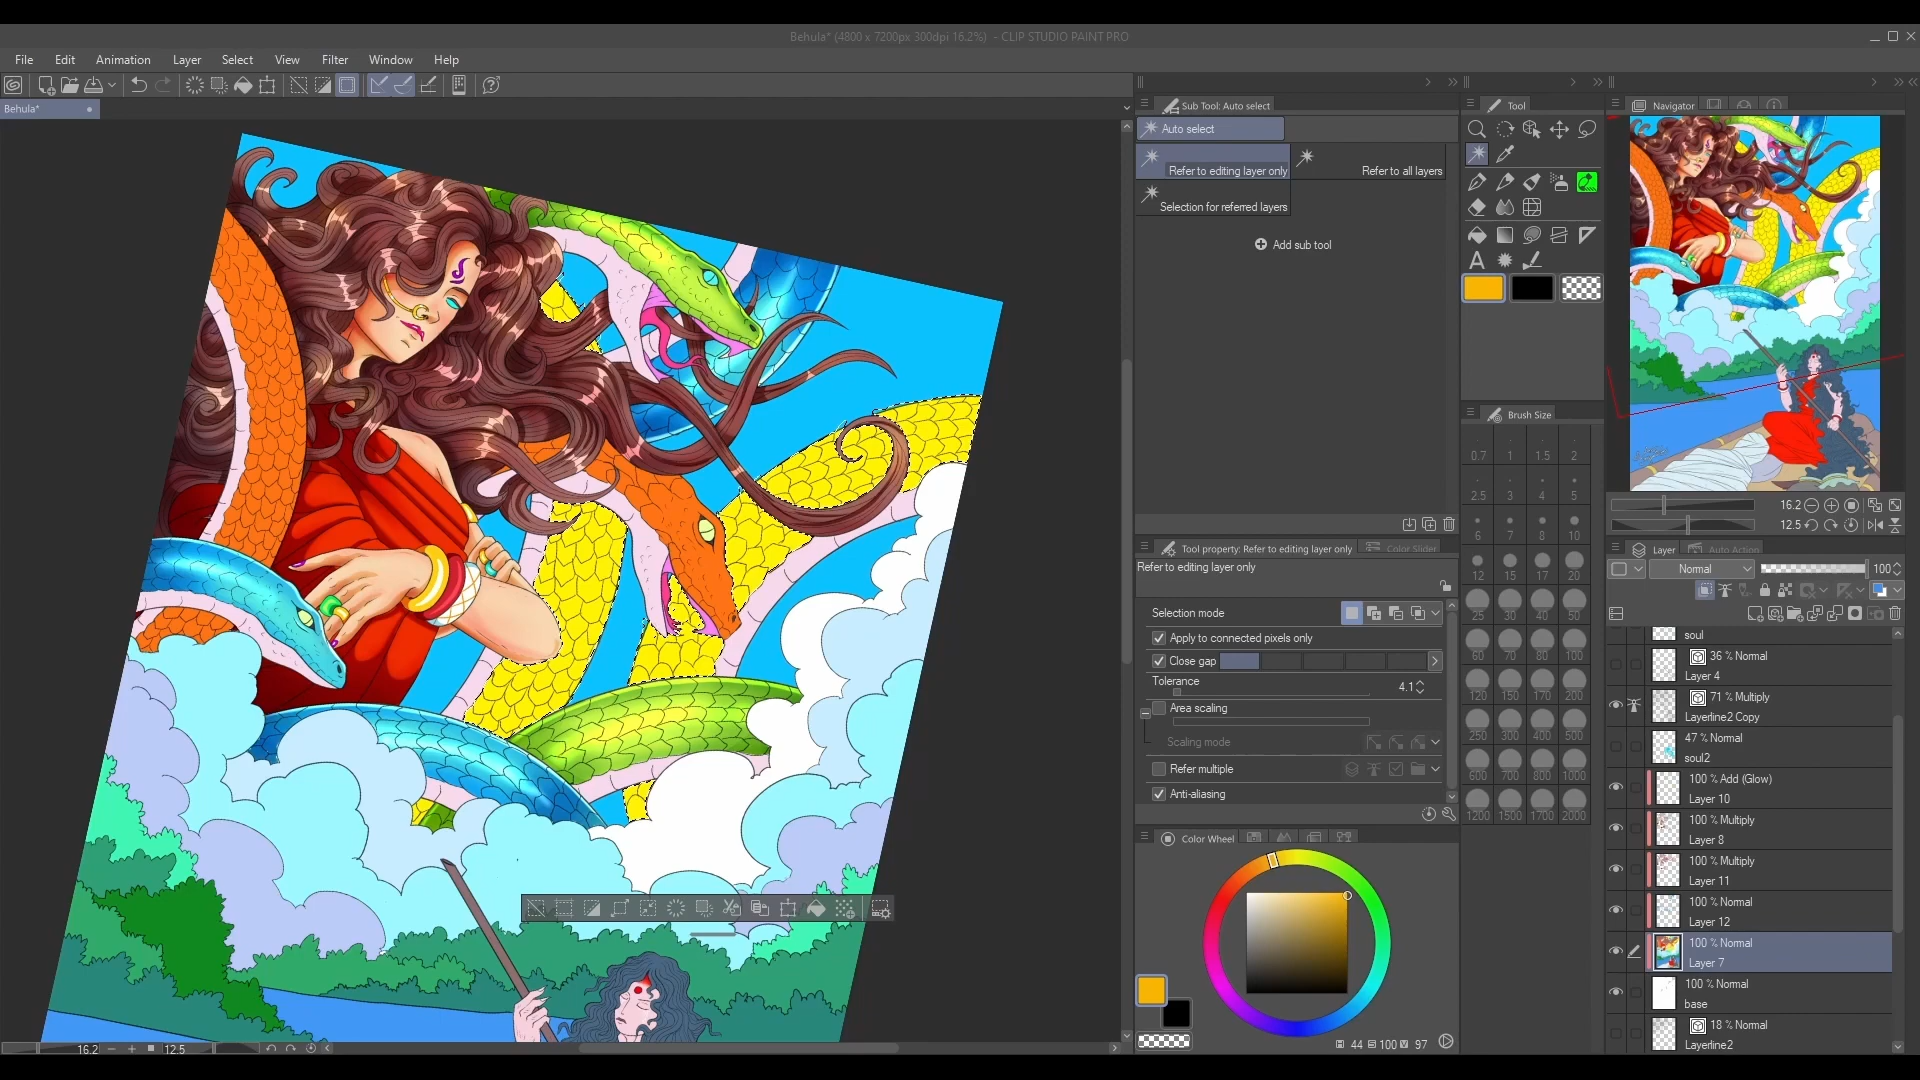 Behula* (4800 x 7200px 300dpi 16.2%) - CLIP STUDIO PAINT PRO
File Edit Animation Layer Select View Filter Window Help
Behula*
Sub Tool: Auto select
Auto select
Refer to editing layer only
Refer to all layers
Selection for referred layers
Add sub tool
Tool property: Refer to editing layer only
Color Slider
Refer to editing layer only
Selection mode
Apply to connected pixels only
Close gap
Tolerance
4.1
Area scaling
Scaling mode
Refer multiple
Anti-aliasing
Color Wheel
44 100 97
Tool
Brush Size
0.7 1 1.5 2
2.5 3 4 5
6 7 8 10
12 15 17 20
25 30 40 50
60 70 80 100
120 150 170 200
250 300 400 500
600 700 800 1000
1200 1500 1700 2000
Navigator
16.2
12.5
Layer
Auto Action
Normal
100
soul
36 % Normal
Layer 4
71 % Multiply
Layerline2 Copy
47 % Normal
soul2
100 % Add (Glow)
Layer 10
100 % Multiply
Layer 8
100 % Multiply
Layer 11
100 % Normal
Layer 12
100 % Normal
Layer 7
100 % Normal
base
18 % Normal
Layerline2
16.2
12.5